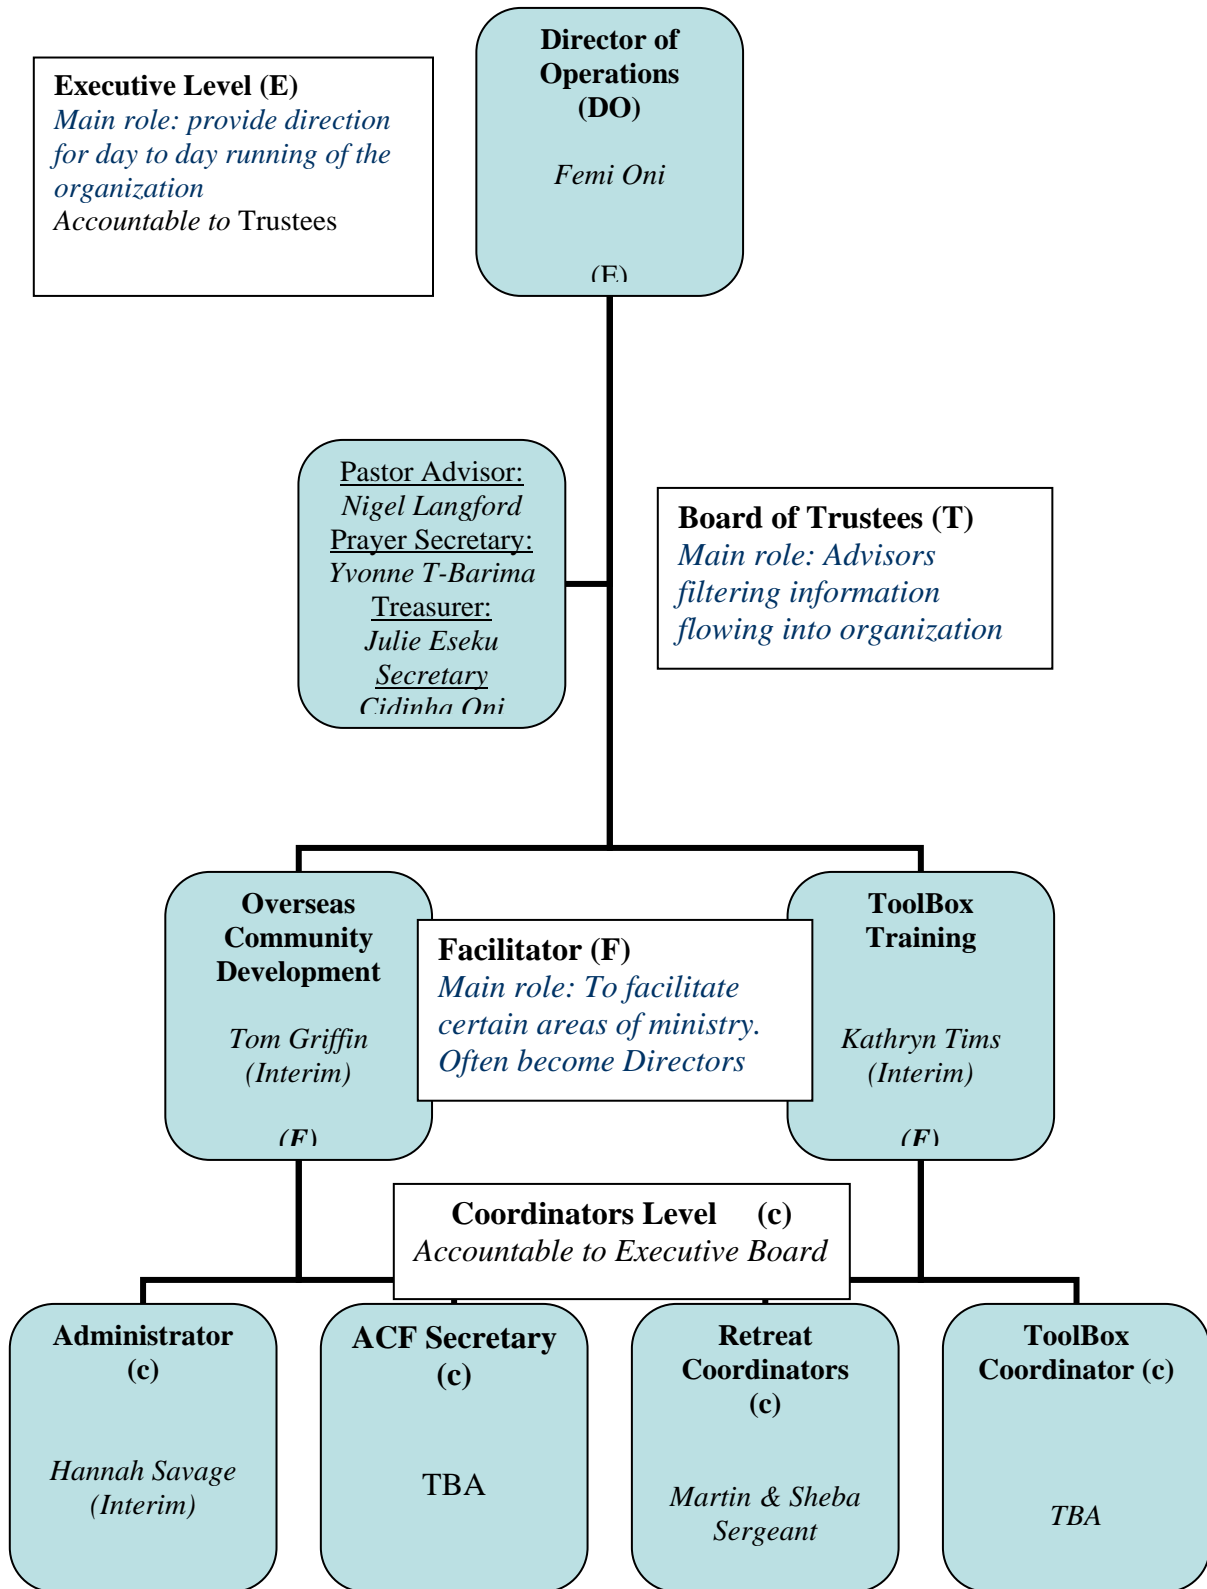 Director of
Operations
(DO)
Femi Oni
(E)
Executive Level (E)
Main role: provide direction
for day to day running of the
organization
Accountable to Trustees
Pastor Advisor:
Nigel Langford
Prayer Secretary:
Yvonne T-Barima
Treasurer:
Julie Eseku
Secretary
Cidinha Oni
Board of Trustees (T)
Main role: Advisors
filtering information
flowing into organization
Overseas
Community
Development
Tom Griffin
(Interim)
(F)
Facilitator (F)
Main role: To facilitate
certain areas of ministry.
Often become Directors
ToolBox
Training
Kathryn Tims
(Interim)
(F)
Coordinators Level (c)
Accountable to Executive Board
Administrator
(c)
Hannah Savage
(Interim)
ACF Secretary
(c)
TBA
Retreat
Coordinators
(c)
Martin & Sheba
Sergeant
ToolBox
Coordinator (c)
TBA